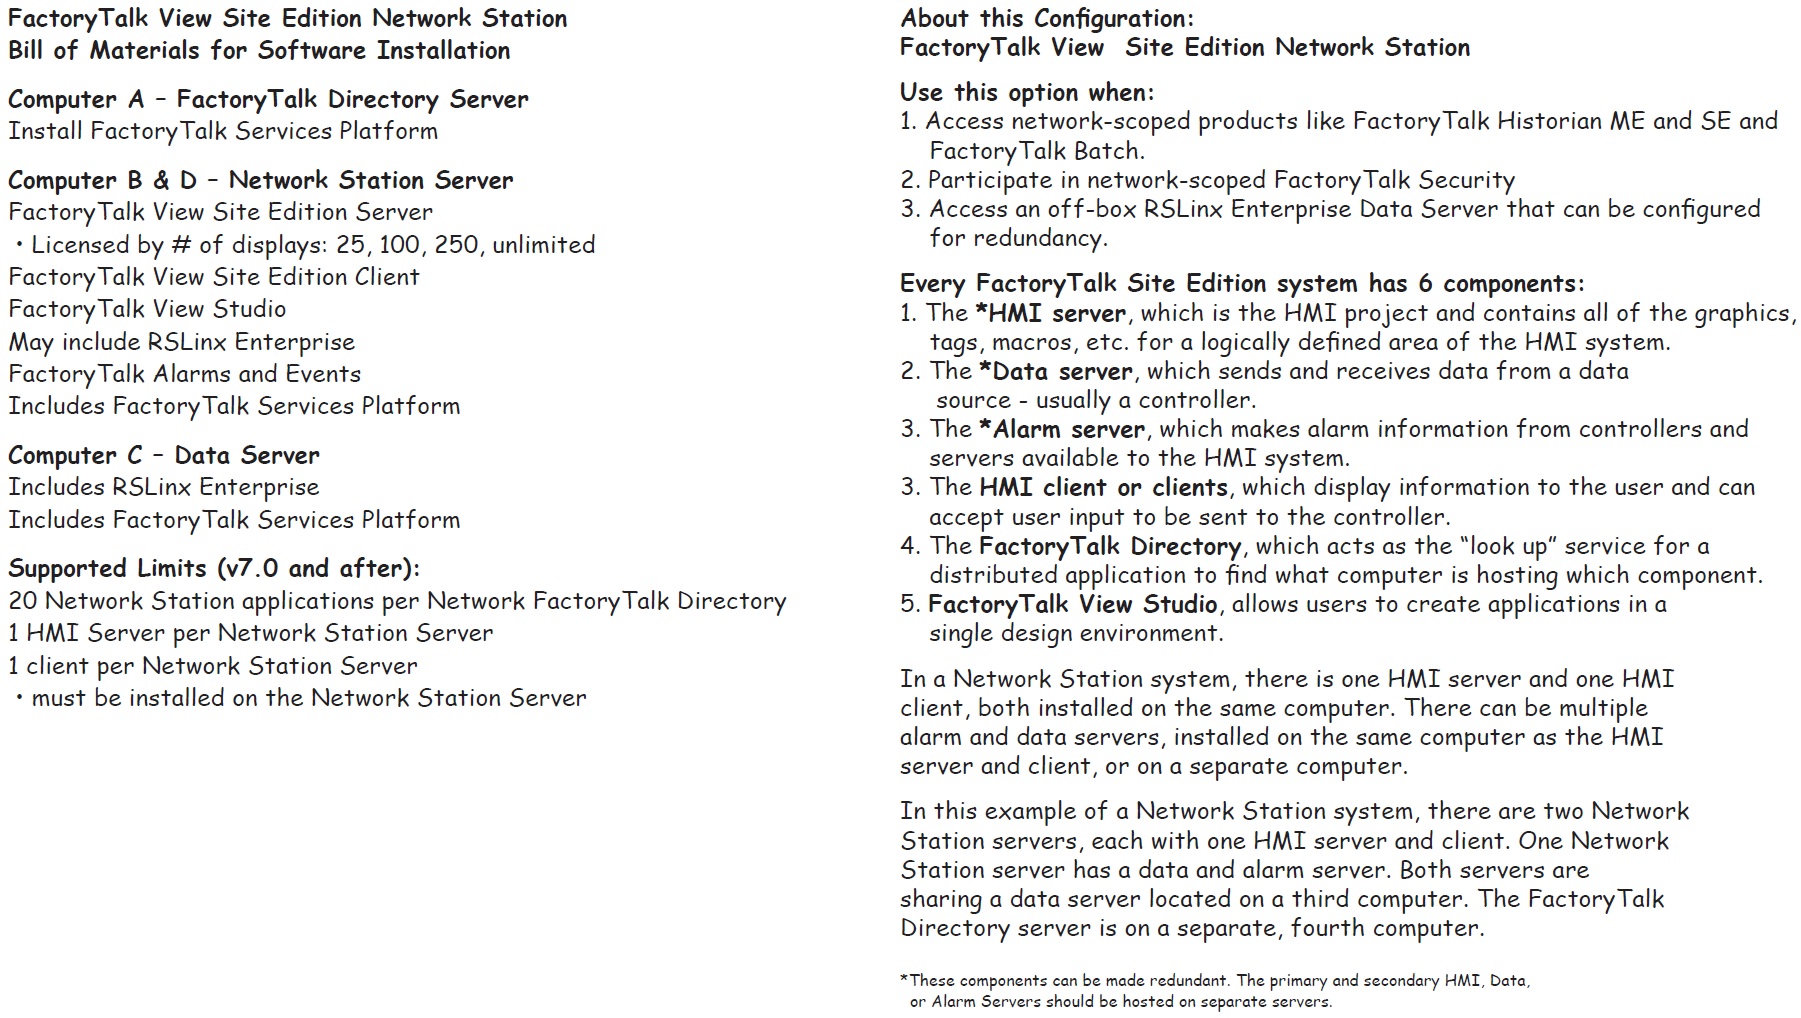 FactoryTalk View Site Edition Network Station
Bill of Materials for Software Installation
Computer A – FactoryTalk Directory Server
Install FactoryTalk Services Platform
Computer B & D – Network Station Server
FactoryTalk View Site Edition Server
• Licensed by # of displays: 25, 100, 250, unlimited
FactoryTalk View Site Edition Client
FactoryTalk View Studio
May include RSLinx Enterprise
FactoryTalk Alarms and Events
Includes FactoryTalk Services Platform
Computer C – Data Server
Includes RSLinx Enterprise
Includes FactoryTalk Services Platform
Supported Limits (v7.0 and after):
20 Network Station applications per Network FactoryTalk Directory
1 HMI Server per Network Station Server
1 client per Network Station Server
• must be installed on the Network Station Server
About this Configuration:
FactoryTalk View Site Edition Network Station
Use this option when:
1. Access network-scoped products like FactoryTalk Historian ME and SE and
FactoryTalk Batch.
2. Participate in network-scoped FactoryTalk Security
3. Access an off-box RSLinx Enterprise Data Server that can be configured
for redundancy.
Every FactoryTalk Site Edition system has 6 components:
1. The *HMI server, which is the HMI project and contains all of the graphics,
tags, macros, etc. for a logically defined area of the HMI system.
2. The *Data server, which sends and receives data from a data
source - usually a controller.
3. The *Alarm server, which makes alarm information from controllers and
servers available to the HMI system.
3. The HMI client or clients, which display information to the user and can
accept user input to be sent to the controller.
4. The FactoryTalk Directory, which acts as the “look up” service for a
distributed application to find what computer is hosting which component.
5. FactoryTalk View Studio, allows users to create applications in a
single design environment.
In a Network Station system, there is one HMI server and one HMI
client, both installed on the same computer. There can be multiple
alarm and data servers, installed on the same computer as the HMI
server and client, or on a separate computer.
In this example of a Network Station system, there are two Network
Station servers, each with one HMI server and client. One Network
Station server has a data and alarm server. Both servers are
sharing a data server located on a third computer. The FactoryTalk
Directory server is on a separate, fourth computer.
*These components can be made redundant. The primary and secondary HMI, Data,
or Alarm Servers should be hosted on separate servers.